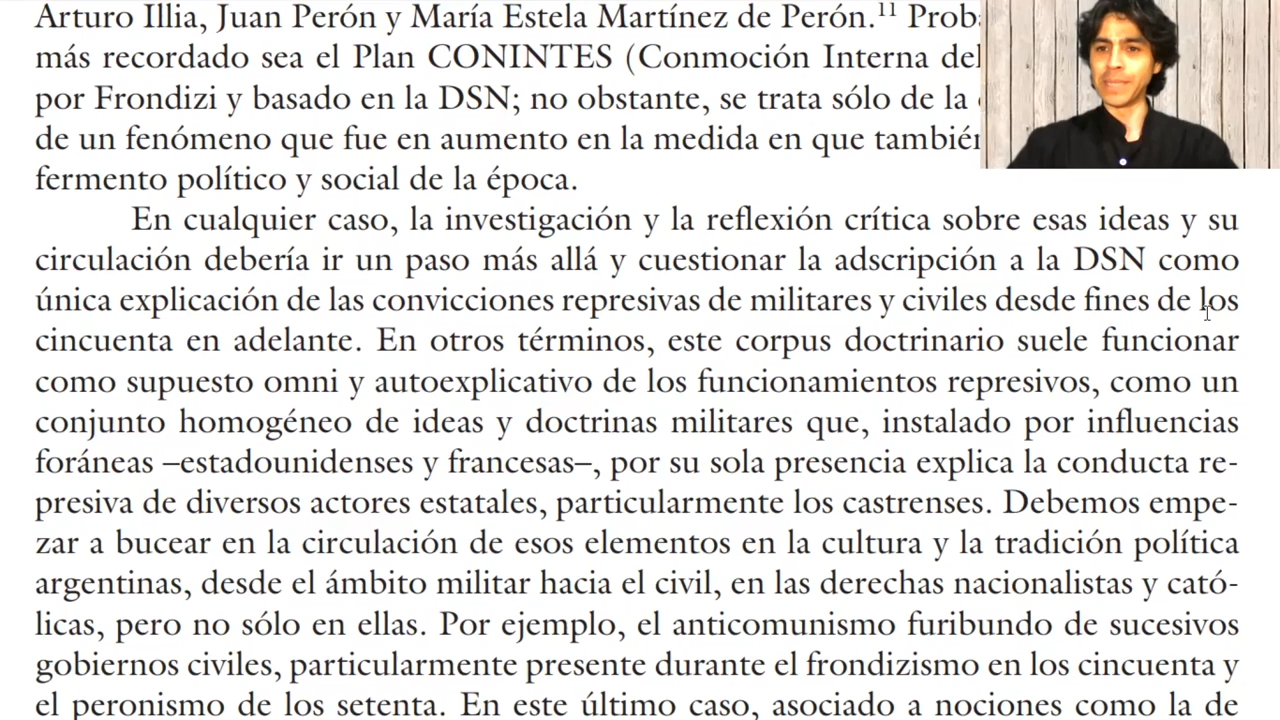 Arturo Illia, Juan Perón y María Estela Martínez de Perón.¹¹
más recordado sea el Plan CONINTES (Conmoción Interna del
por Frondizi y basado en la DSN; no obstante, se trata sólo de la
de un fenómeno que fue en aumento en la medida en que también
fermento político y social de la época.
En cualquier caso, la investigación y la reflexión crítica sobre esas ideas y su
circulación debería ir un paso más allá y cuestionar la adscripción a la DSN como
única explicación de las convicciones represivas de militares y civiles desde fines de los
cincuenta en adelante. En otros términos, este corpus doctrinario suele funcionar
como supuesto omni y autoexplicativo de los funcionamientos represivos, como un
conjunto homogéneo de ideas y doctrinas militares que, instalado por influencias
foráneas –estadounidenses y francesas–, por su sola presencia explica la conducta re-
presiva de diversos actores estatales, particularmente los castrenses. Debemos empe-
zar a bucear en la circulación de esos elementos en la cultura y la tradición política
argentinas, desde el ámbito militar hacia el civil, en las derechas nacionalistas y cató-
licas, pero no sólo en ellas. Por ejemplo, el anticomunismo furibundo de sucesivos
gobiernos civiles, particularmente presente durante el frondizismo en los cincuenta y
el peronismo de los setenta. En este último caso, asociado a nociones como la de